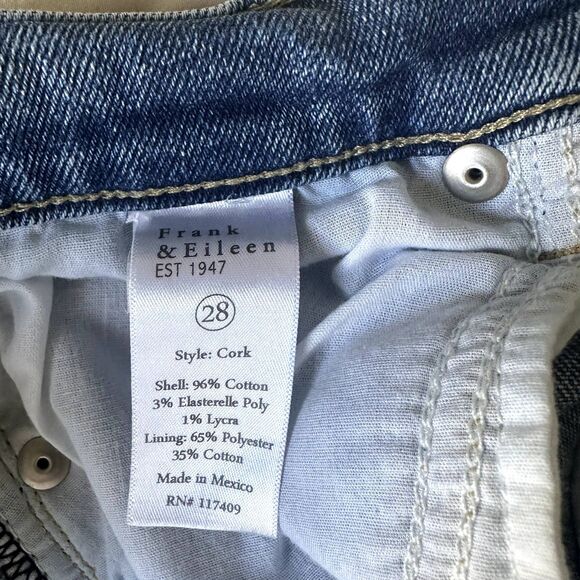 Frank
& Eileen
EST 1947
28
Style: Cork
Shell: 96% Cotton
3% Elasterelle Poly
1% Lycra
Lining: 65% Polyester
35% Cotton
Made in Mexico
RN# 117409